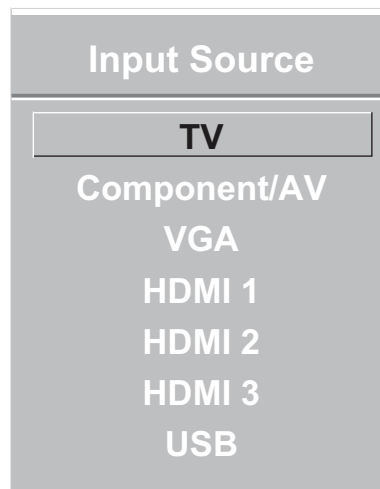 Input Source
TV
Component/AV
VGA
HDMI 1
HDMI 2
HDMI 3
USB